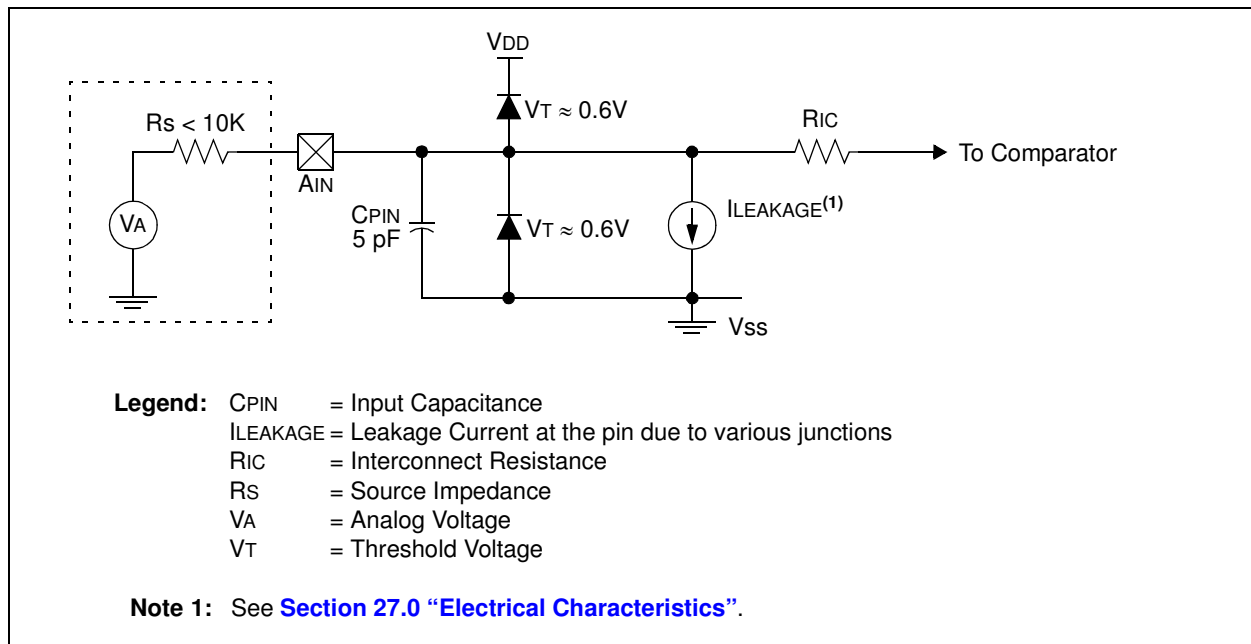 VDD
VT ≈ 0.6V
Rs < 10K
RIC
To Comparator
AIN
CPIN
5 pF
VT ≈ 0.6V
ILEAKAGE(1)
VA
Vss
Legend: CPIN = Input Capacitance
ILEAKAGE = Leakage Current at the pin due to various junctions
RIC = Interconnect Resistance
RS = Source Impedance
VA = Analog Voltage
VT = Threshold Voltage
Note 1: See Section 27.0 “Electrical Characteristics”.